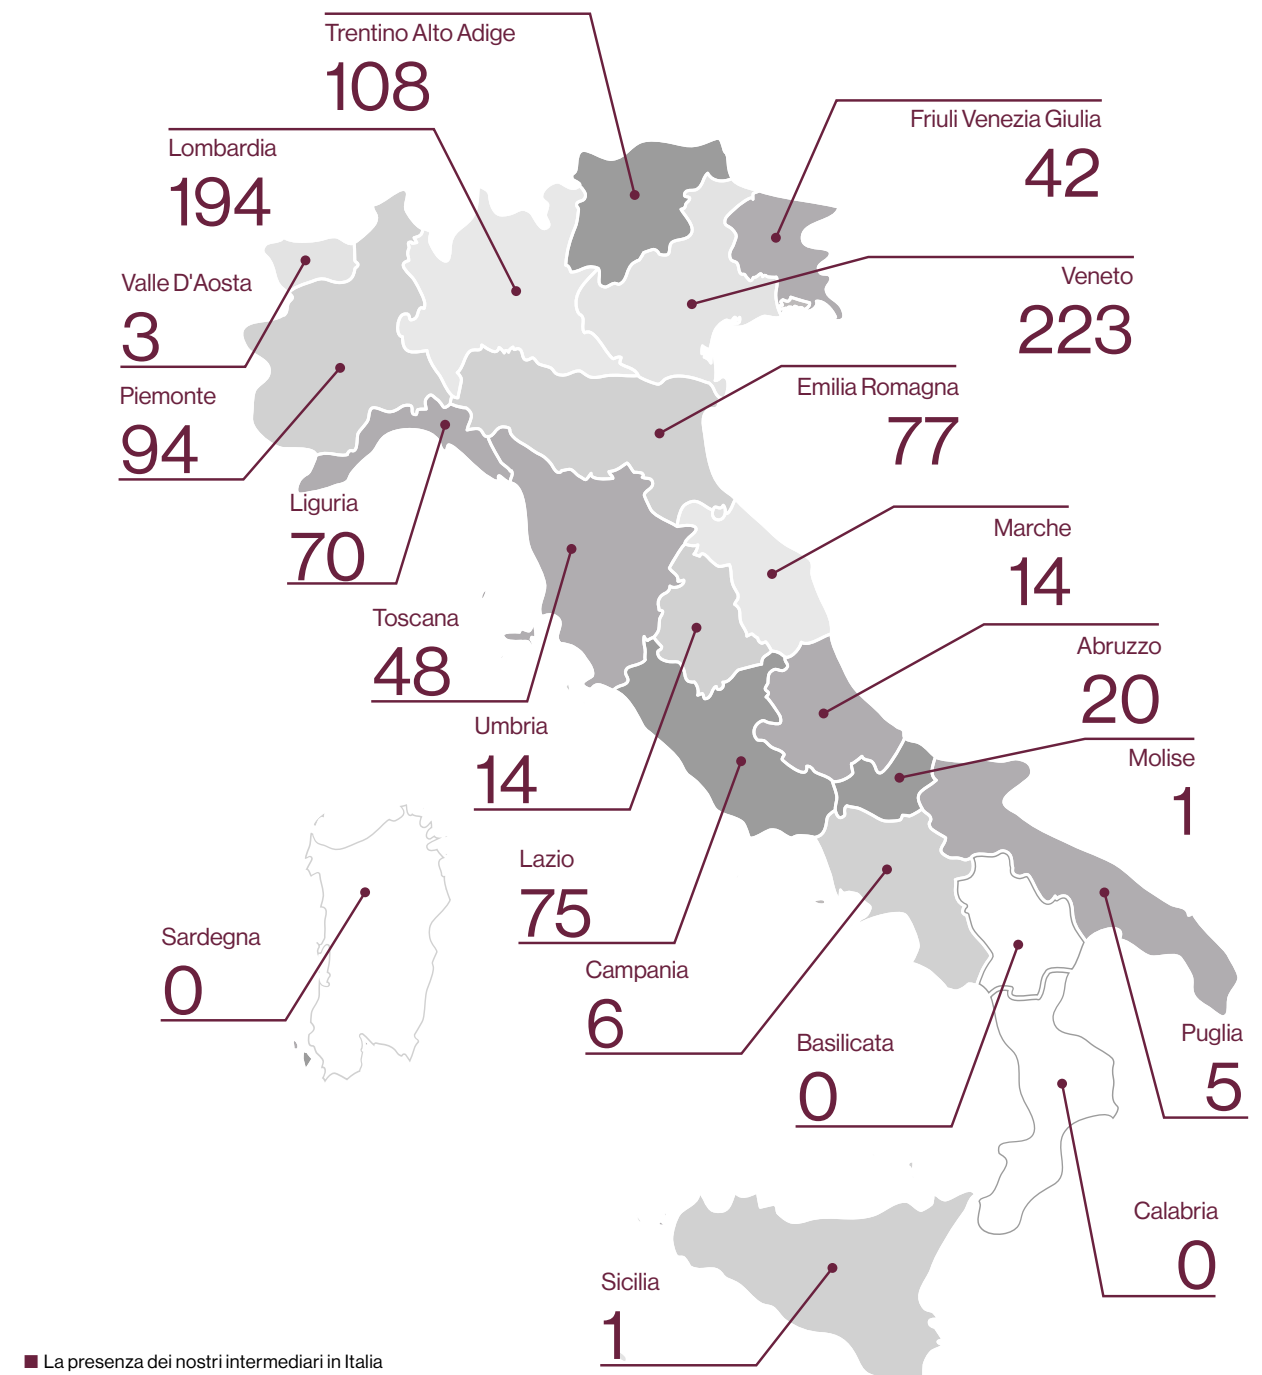 Trentino Alto Adige
108
Friuli Venezia Giulia
42
Lombardia
194
Veneto
223
Valle D'Aosta
3
Emilia Romagna
77
Piemonte
94
Liguria
70
Marche
14
Toscana
48
Abruzzo
20
Umbria
14
Molise
1
Lazio
75
Sardegna
0
Campania
6
Basilicata
0
Puglia
5
Calabria
0
Sicilia
1
La presenza dei nostri intermediari in Italia